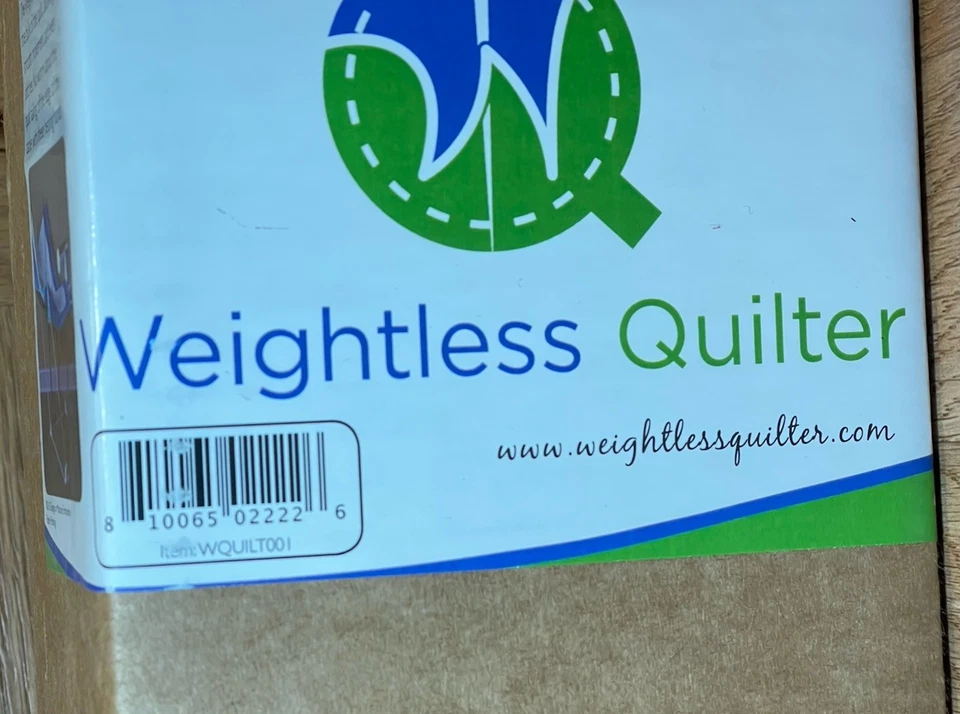 Weightless Quilter
www.weightlessquilter.com
8 10065 02222 6
Item:WQUILT001